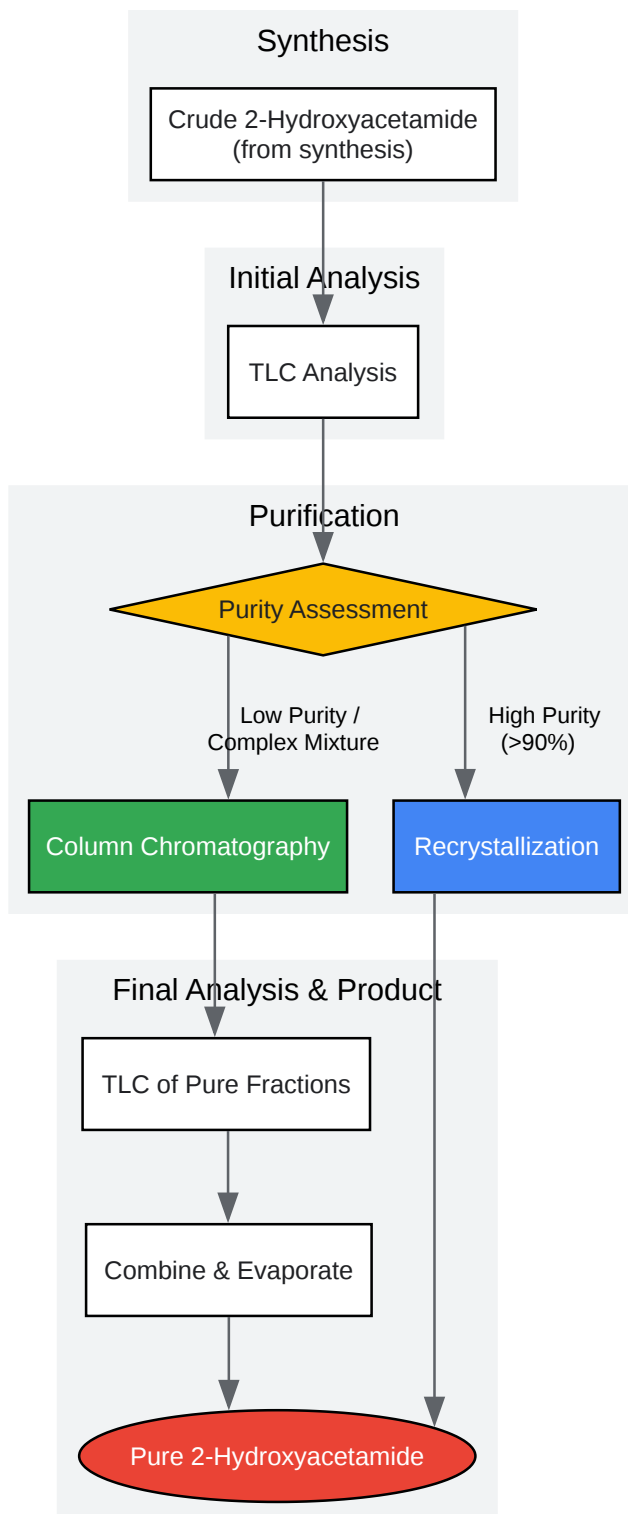 Synthesis
Crude 2-Hydroxyacetamide
(from synthesis)
Initial Analysis
TLC Analysis
Purification
Purity Assessment
Low Purity /
Complex Mixture
High Purity
(>90%)
Column Chromatography
Recrystallization
Final Analysis & Product
TLC of Pure Fractions
Combine & Evaporate
Pure 2-Hydroxyacetamide